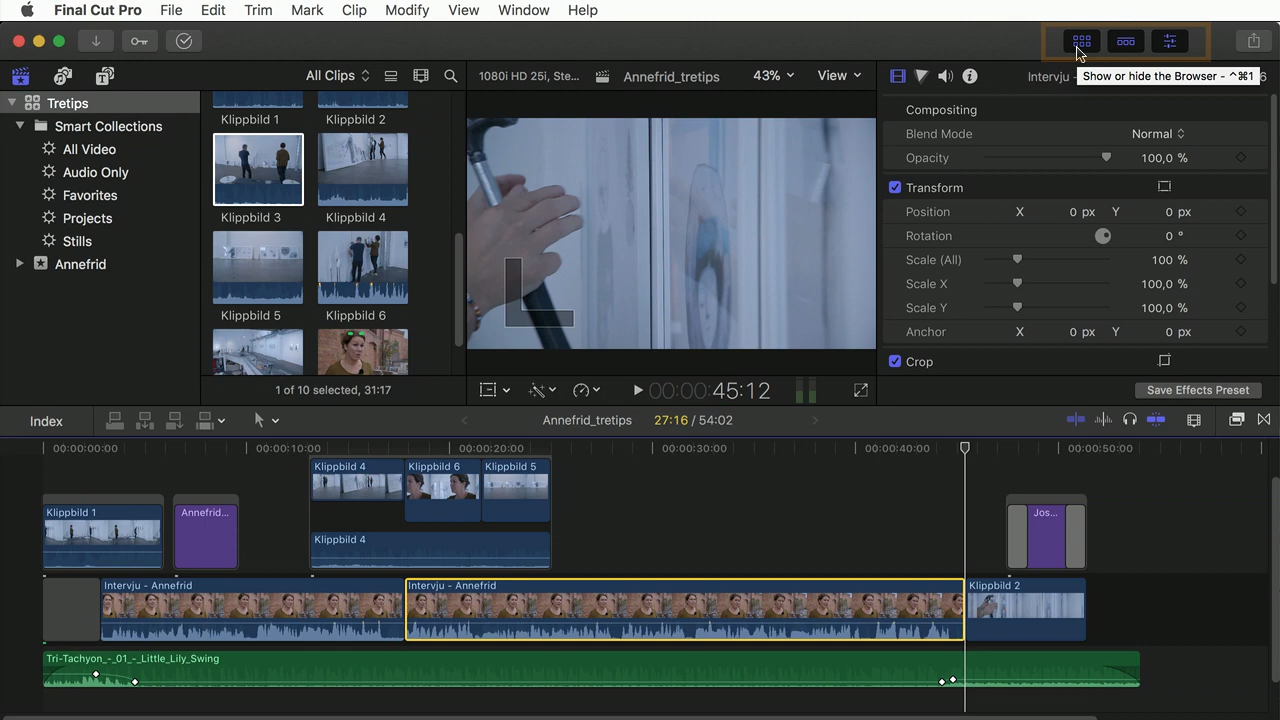 Final Cut Pro File Edit Trim Mark Clip Modify View Window Help
All Clips
1080i HD 25i, Ste... Annefrid_tretips 43% View
Intervju -
Show or hide the Browser - ^⌘1
6
Tretips
Smart Collections
All Video
Audio Only
Favorites
Projects
Stills
Annefrid
Klippbild 1 Klippbild 2
Klippbild 3 Klippbild 4
Klippbild 5 Klippbild 6
1 of 10 selected, 31:17
00:00:00:45:12
Compositing
Blend Mode Normal
Opacity 100,0 %
Transform
Position X 0 px Y 0 px
Rotation 0 °
Scale (All) 100 %
Scale X 100,0 %
Scale Y 100,0 %
Anchor X 0 px Y 0 px
Crop
Save Effects Preset
Index Annefrid_tretips 27:16 / 54:02
00:00:00:00 00:00:10:00 00:00:20:00 00:00:30:00 00:00:40:00 00:00:50:00
Klippbild 4 Klippbild 6 Klippbild 5
Klippbild 1 Annefrid... Jos...
Klippbild 4
Intervju - Annefrid Intervju - Annefrid Klippbild 2
Tri-Tachyon_-_01_-_Little_Lily_Swing